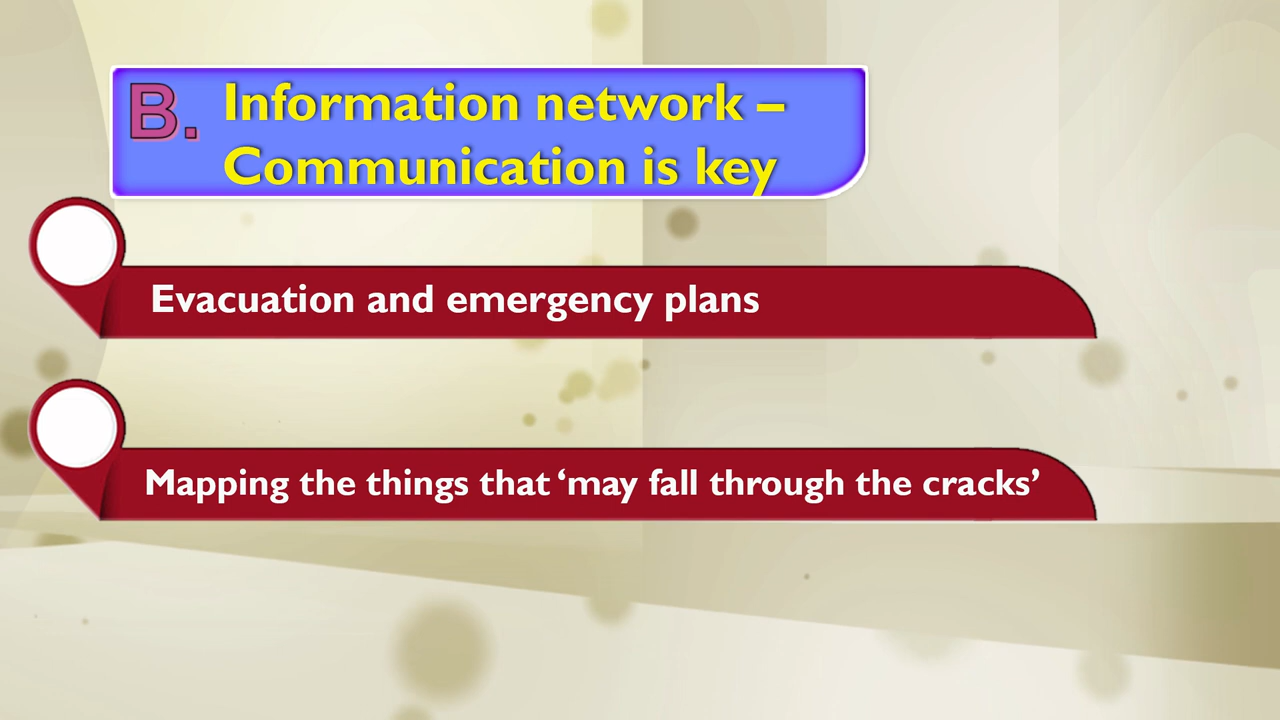 B. Information network –
Communication is key
Evacuation and emergency plans
Mapping the things that ‘may fall through the cracks’